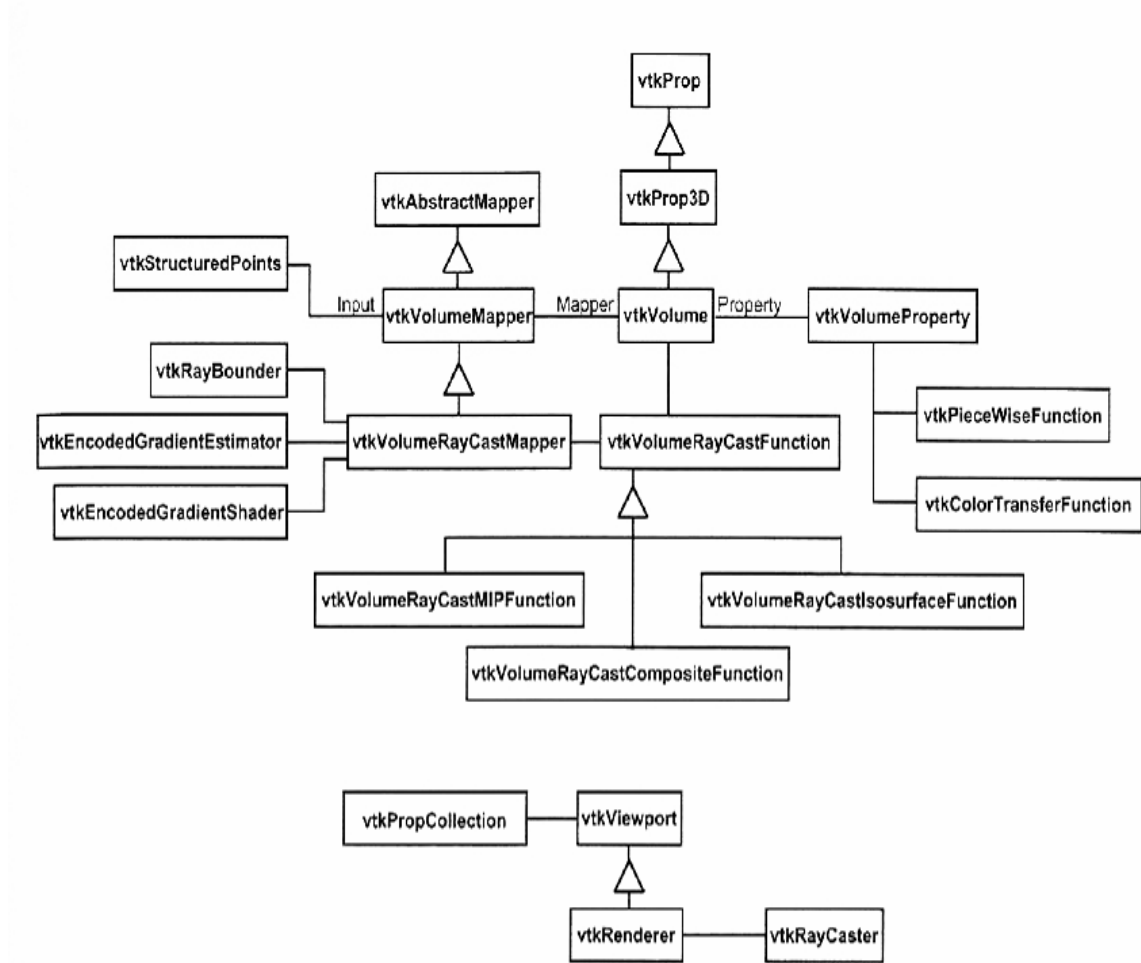 vtkProp
vtkAbstractMapper
vtkProp3D
vtkStructuredPoints
Input
vtkVolumeMapper
Mapper
vtkVolume
Property
vtkVolumeProperty
vtkRayBounder
vtkPieceWiseFunction
vtkEncodedGradientEstimator
vtkVolumeRayCastMapper
vtkVolumeRayCastFunction
vtkEncodedGradientShader
vtkColorTransferFunction
vtkVolumeRayCastMIPFunction
vtkVolumeRayCastIsosurfaceFunction
vtkVolumeRayCastCompositeFunction
vtkPropCollection
vtkViewport
vtkRenderer
vtkRayCaster